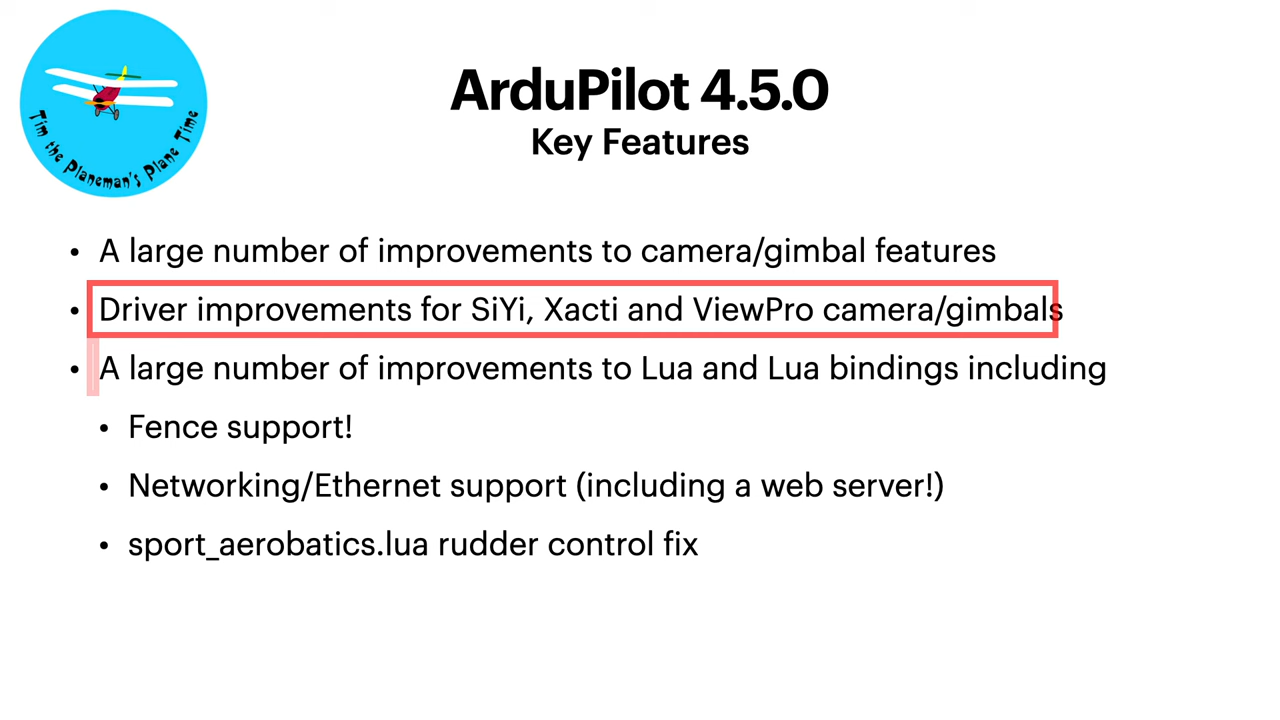 Tim the Planeman's Plane Time
ArduPilot 4.5.0
Key Features
• A large number of improvements to camera/gimbal features
• Driver improvements for SiYi, Xacti and ViewPro camera/gimbals
• A large number of improvements to Lua and Lua bindings including
• Fence support!
• Networking/Ethernet support (including a web server!)
• sport_aerobatics.lua rudder control fix